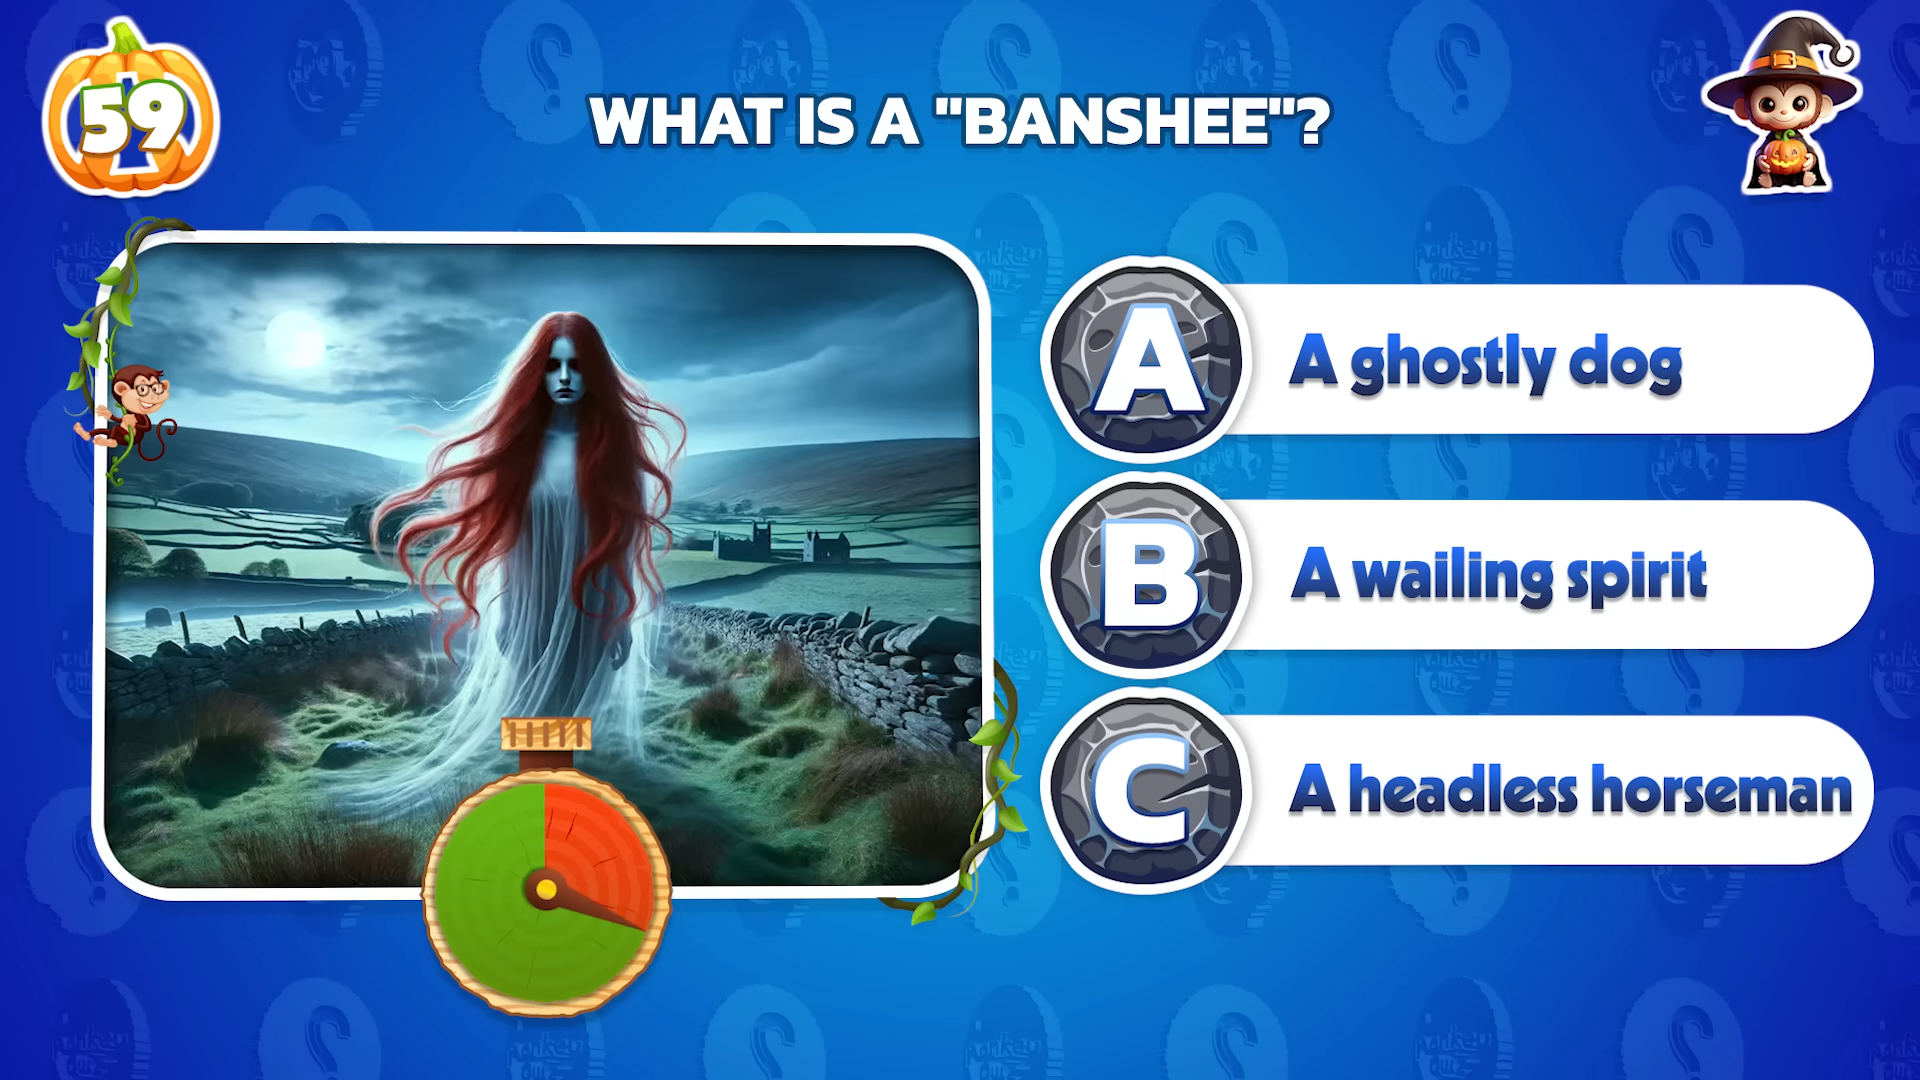 59
WHAT IS A "BANSHEE"?
A
A ghostly dog
B
A wailing spirit
C
A headless horseman